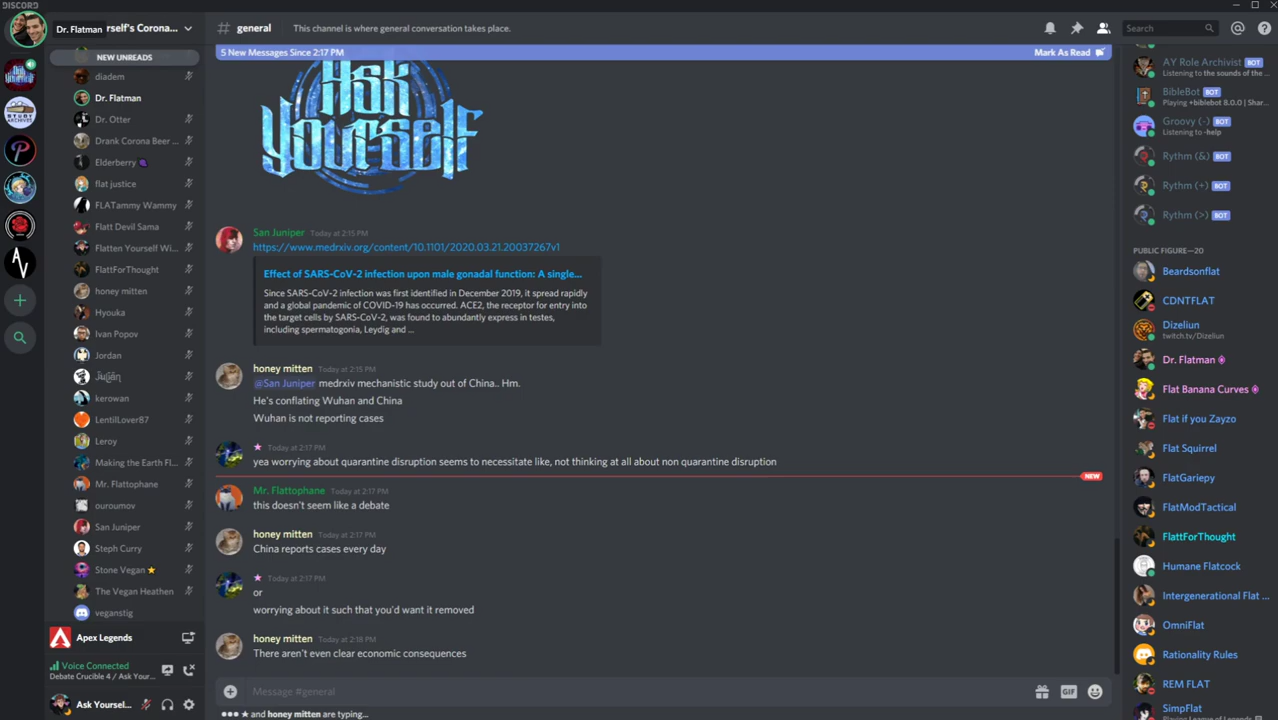 DISCORD
Dr. Flatman
rself's Corona...
NEW UNREADS
diadem
Dr. Flatman
Dr. Otter
Drank Corona Beer ...
Elderberry
flat justice
FLATammy Wammy
Flatt Devil Sama
Flatten Yourself Wi...
FlattForThought
honey mitten
Hyouka
Ivan Popov
Jordan
kerowan
LentilLover87
Leroy
Making the Earth Fl...
Mr. Flattophane
ouroumov
San Juniper
Steph Curry
Stone Vegan
The Vegan Heathen
veganstig
Apex Legends
Voice Connected
Debate Crucible 4 / Ask Your...
Ask Yoursel...
# general
This channel is where general conversation takes place.
Search
5 New Messages Since 2:17 PM
Mark As Read
Ask
Yourself
San Juniper Today at 2:15 PM
https://www.medrxiv.org/content/10.1101/2020.03.21.20037267v1
Effect of SARS-CoV-2 infection upon male gonadal function: A single...
Since SARS-CoV-2 infection was first identified in December 2019, it spread rapidly
and a global pandemic of COVID-19 has occurred. ACE2, the receptor for entry into
the target cells by SARS-CoV-2, was found to abundantly express in testes,
including spermatogonia, Leydig and ...
honey mitten Today at 2:15 PM
@San Juniper medrxiv mechanistic study out of China.. Hm.
He's conflating Wuhan and China
Wuhan is not reporting cases
Today at 2:17 PM
yea worrying about quarantine disruption seems to necessitate like, not thinking at all about non quarantine disruption
NEW
Mr. Flattophane Today at 2:17 PM
this doesn't seem like a debate
honey mitten Today at 2:17 PM
China reports cases every day
Today at 2:17 PM
or
worrying about it such that you'd want it removed
honey mitten Today at 2:18 PM
There aren't even clear economic consequences
Message #general
GIF
★ and honey mitten are typing...
AY Role Archivist BOT
Listening to the sounds of the ...
BibleBot BOT
Playing +biblebot 8.0.0 | Shar...
Groovy (-) BOT
Listening to -help
Rythm (&) BOT
Rythm (+) BOT
Rythm (>) BOT
PUBLIC FIGURE—20
Beardsonflat
CDNTFLAT
Dizeliun
twitch.tv/Dizeliun
Dr. Flatman
Flat Banana Curves
Flat if you Zayzo
Flat Squirrel
FlatGariepy
FlatModTactical
FlattForThought
Humane Flatcock
Intergenerational Flat ...
OmniFlat
Rationality Rules
REM FLAT
SimpFlat
Playing League of Legends